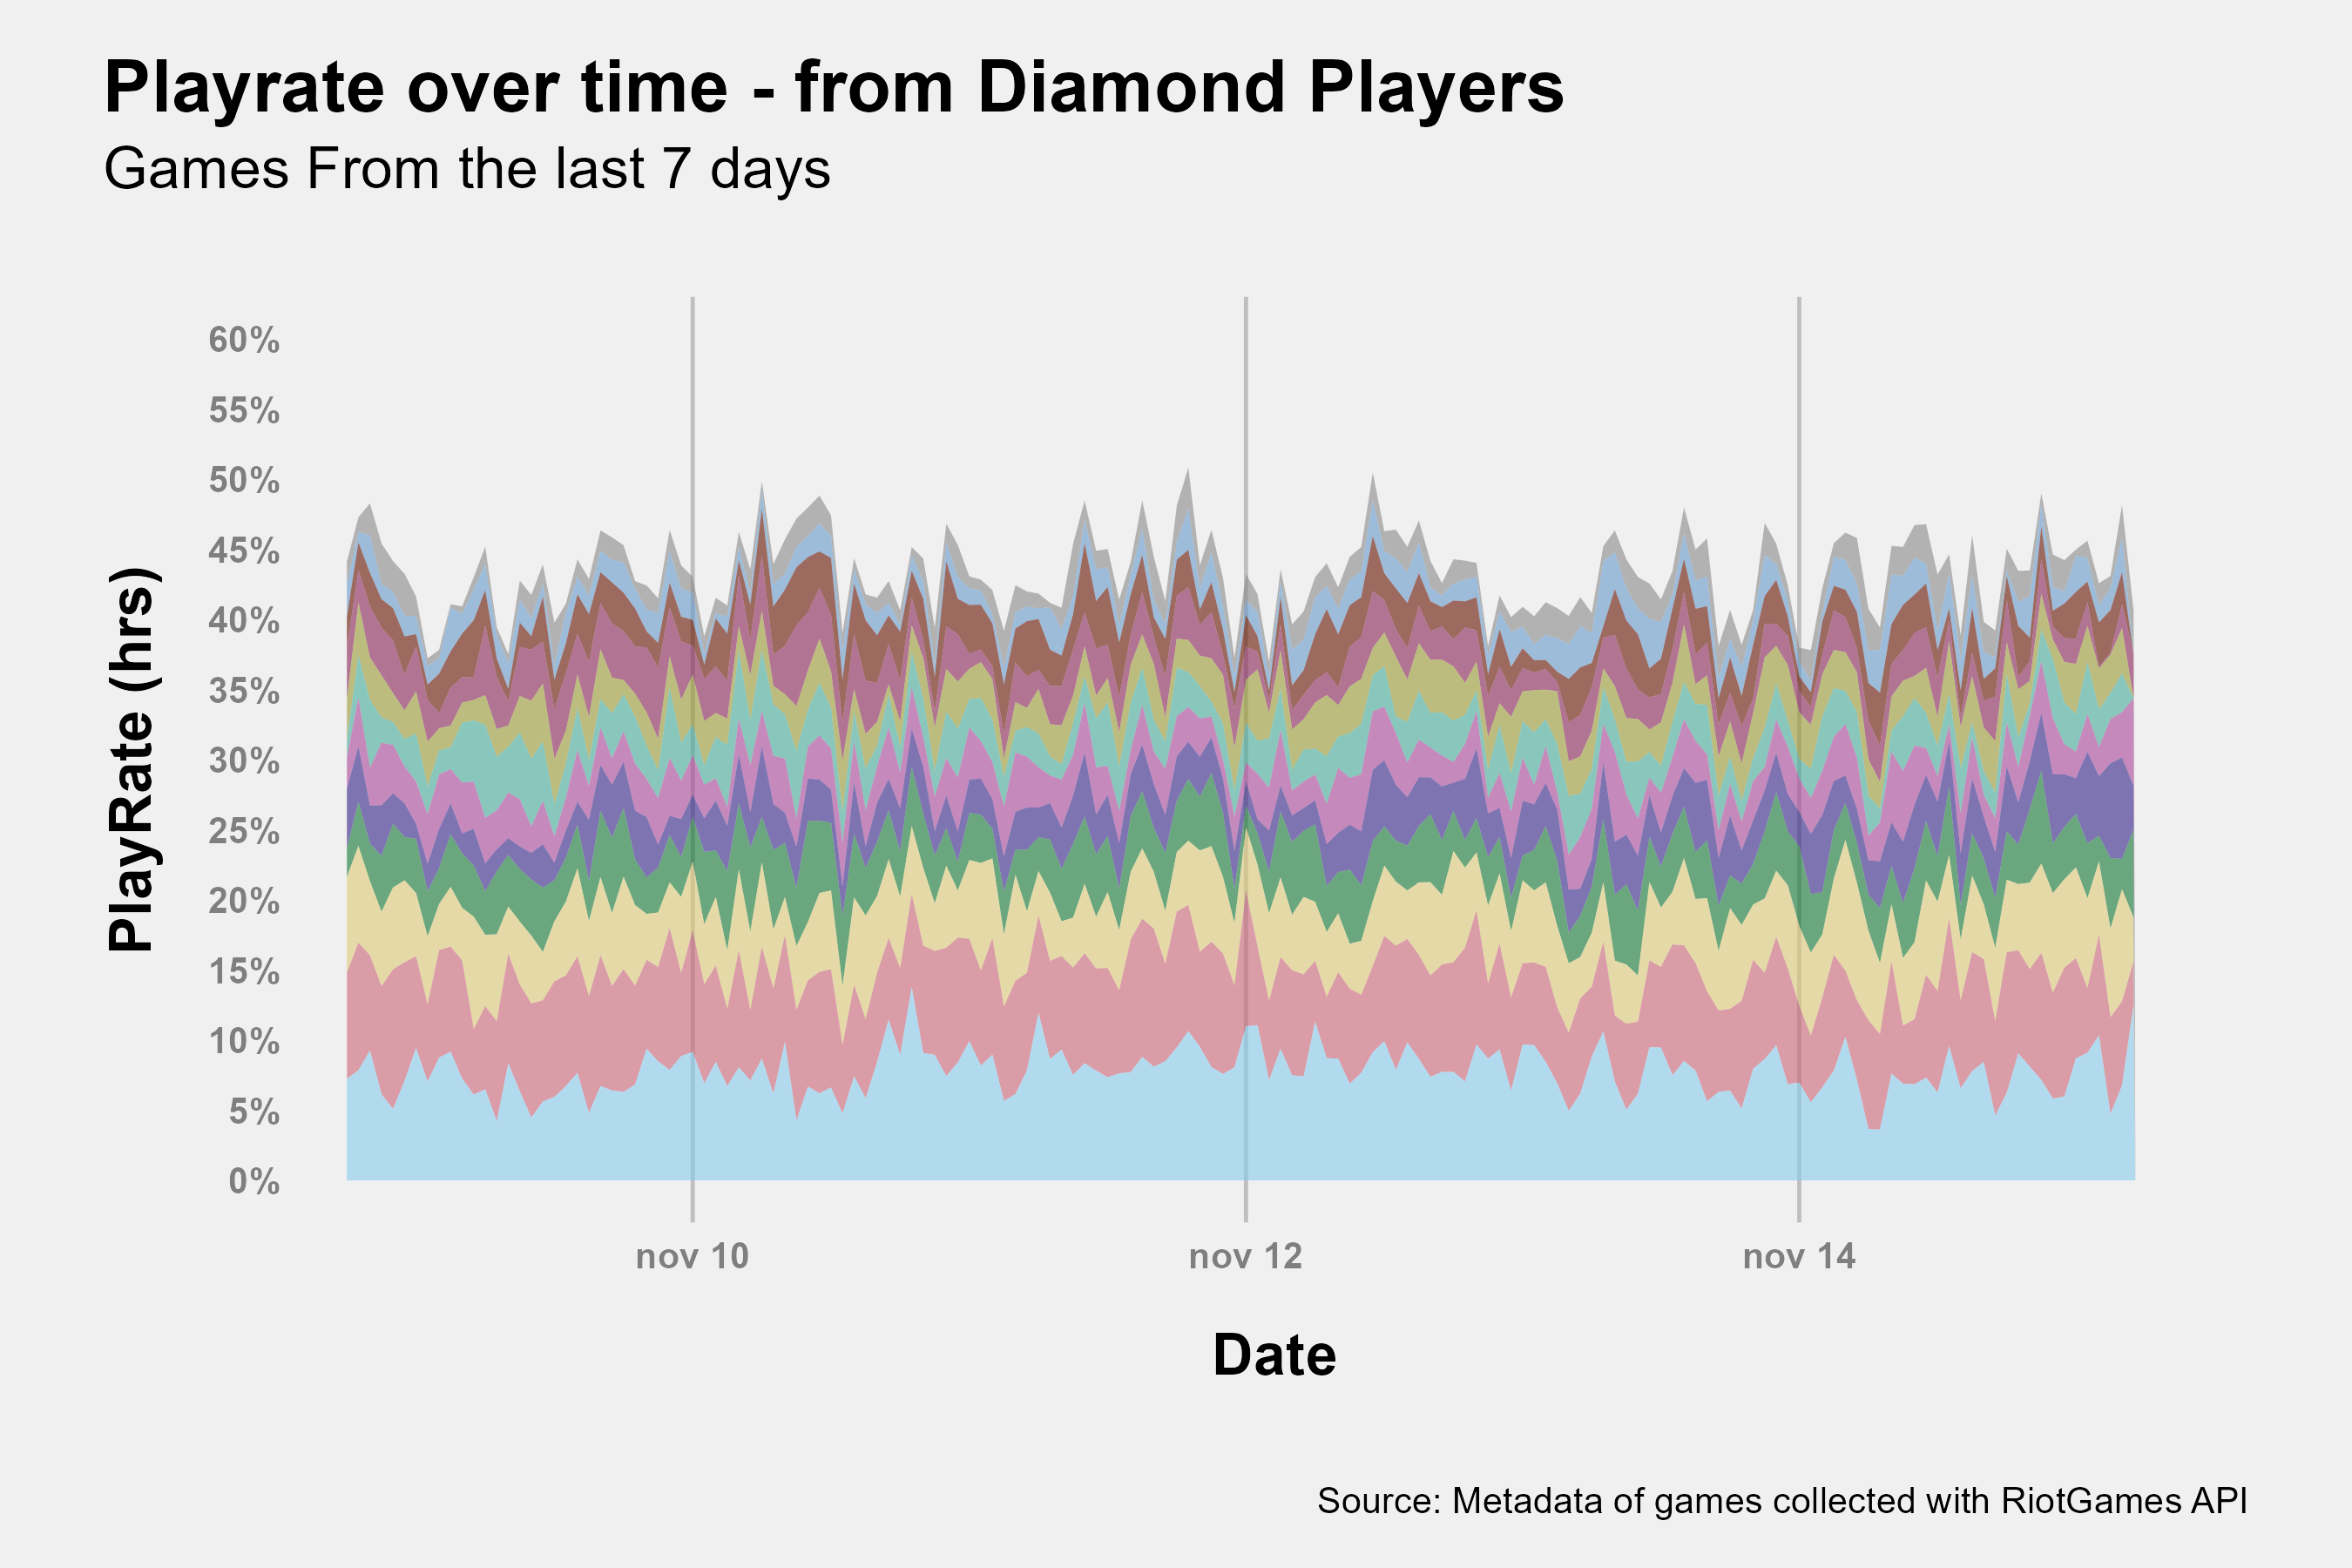 Playrate over time - from Diamond Players
Games From the last 7 days
PlayRate (hrs)
60%
55%
50%
45%
40%
35%
30%
25%
20%
15%
10%
5%
0%
nov 10
nov 12
nov 14
Date
Source: Metadata of games collected with RiotGames API